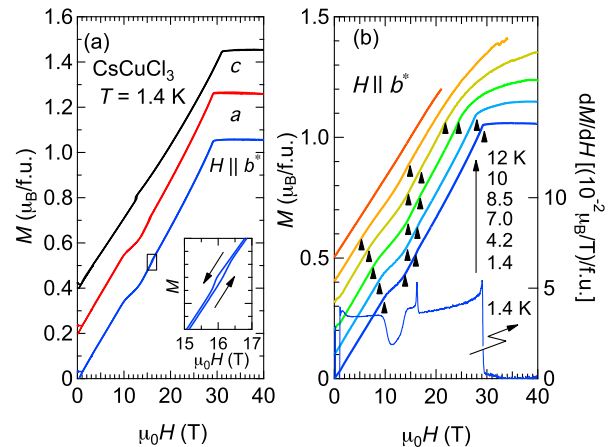 (a)
CsCuCl3
T = 1.4 K
c
a
H || b*
M (μB/f.u.)
1.6
1.4
1.2
1.0
0.8
0.6
0.4
0.2
0
0 10 20 30 40
μ0H (T)
M
15 16 17
μ0H (T)
(b)
H || b*
M (μB/f.u.)
1.5
1.0
0.5
0
0 10 20 30 40
μ0H (T)
12 K
10
8.5
7.0
4.2
1.4
1.4 K
10
5
0
dM/dH [(10-2 μB/T)f.u.]